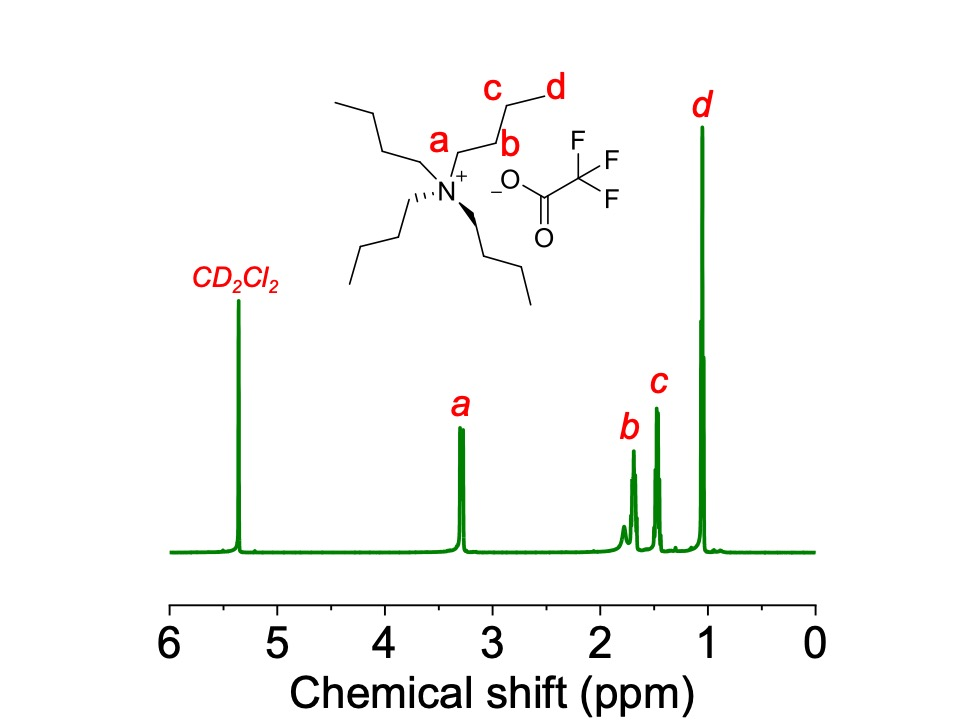 c d
d
a b
F
F
N + − O
F
O
CD2Cl2
a
c
b
6 5 4 3 2 1 0
Chemical shift (ppm)